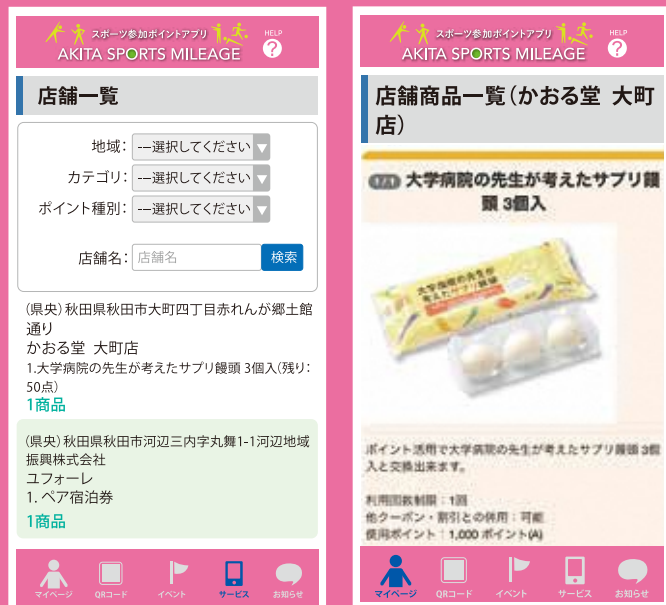 スポーツ参加ポイントアプリ
AKITA SPORTS MILEAGE
HELP
?
店舗一覧
地域: -–選択してください
カテゴリ: -–選択してください
ポイント種別: -–選択してください
店舗名: 店舗名 検索
(県央)秋田県秋田市大町四丁目赤れんが郷土館
通り
かおる堂 大町店
1.大学病院の先生が考えたサプリ饅頭 3個入(残り:
50点)
1商品
(県央)秋田県秋田市河辺三内字丸舞1-1河辺地域
振興株式会社
ユフォーレ
1. ペア宿泊券
1商品
マイページ QRコード イベント サービス お知らせ
スポーツ参加ポイントアプリ
AKITA SPORTS MILEAGE
HELP
?
店舗商品一覧(かおる堂 大町
店)
1/1 大学病院の先生が考えたサプリ饅
頭 3個入
大学病院の先生が
考えたサプリ饅頭
ポイント活用で大学病院の先生が考えたサプリ饅頭 3個
入と交換出来ます。
利用回数制限:1回
他クーポン・割引との併用:可能
使用ポイント:1,000 ポイント(A)
マイページ QRコード イベント サービス お知らせ